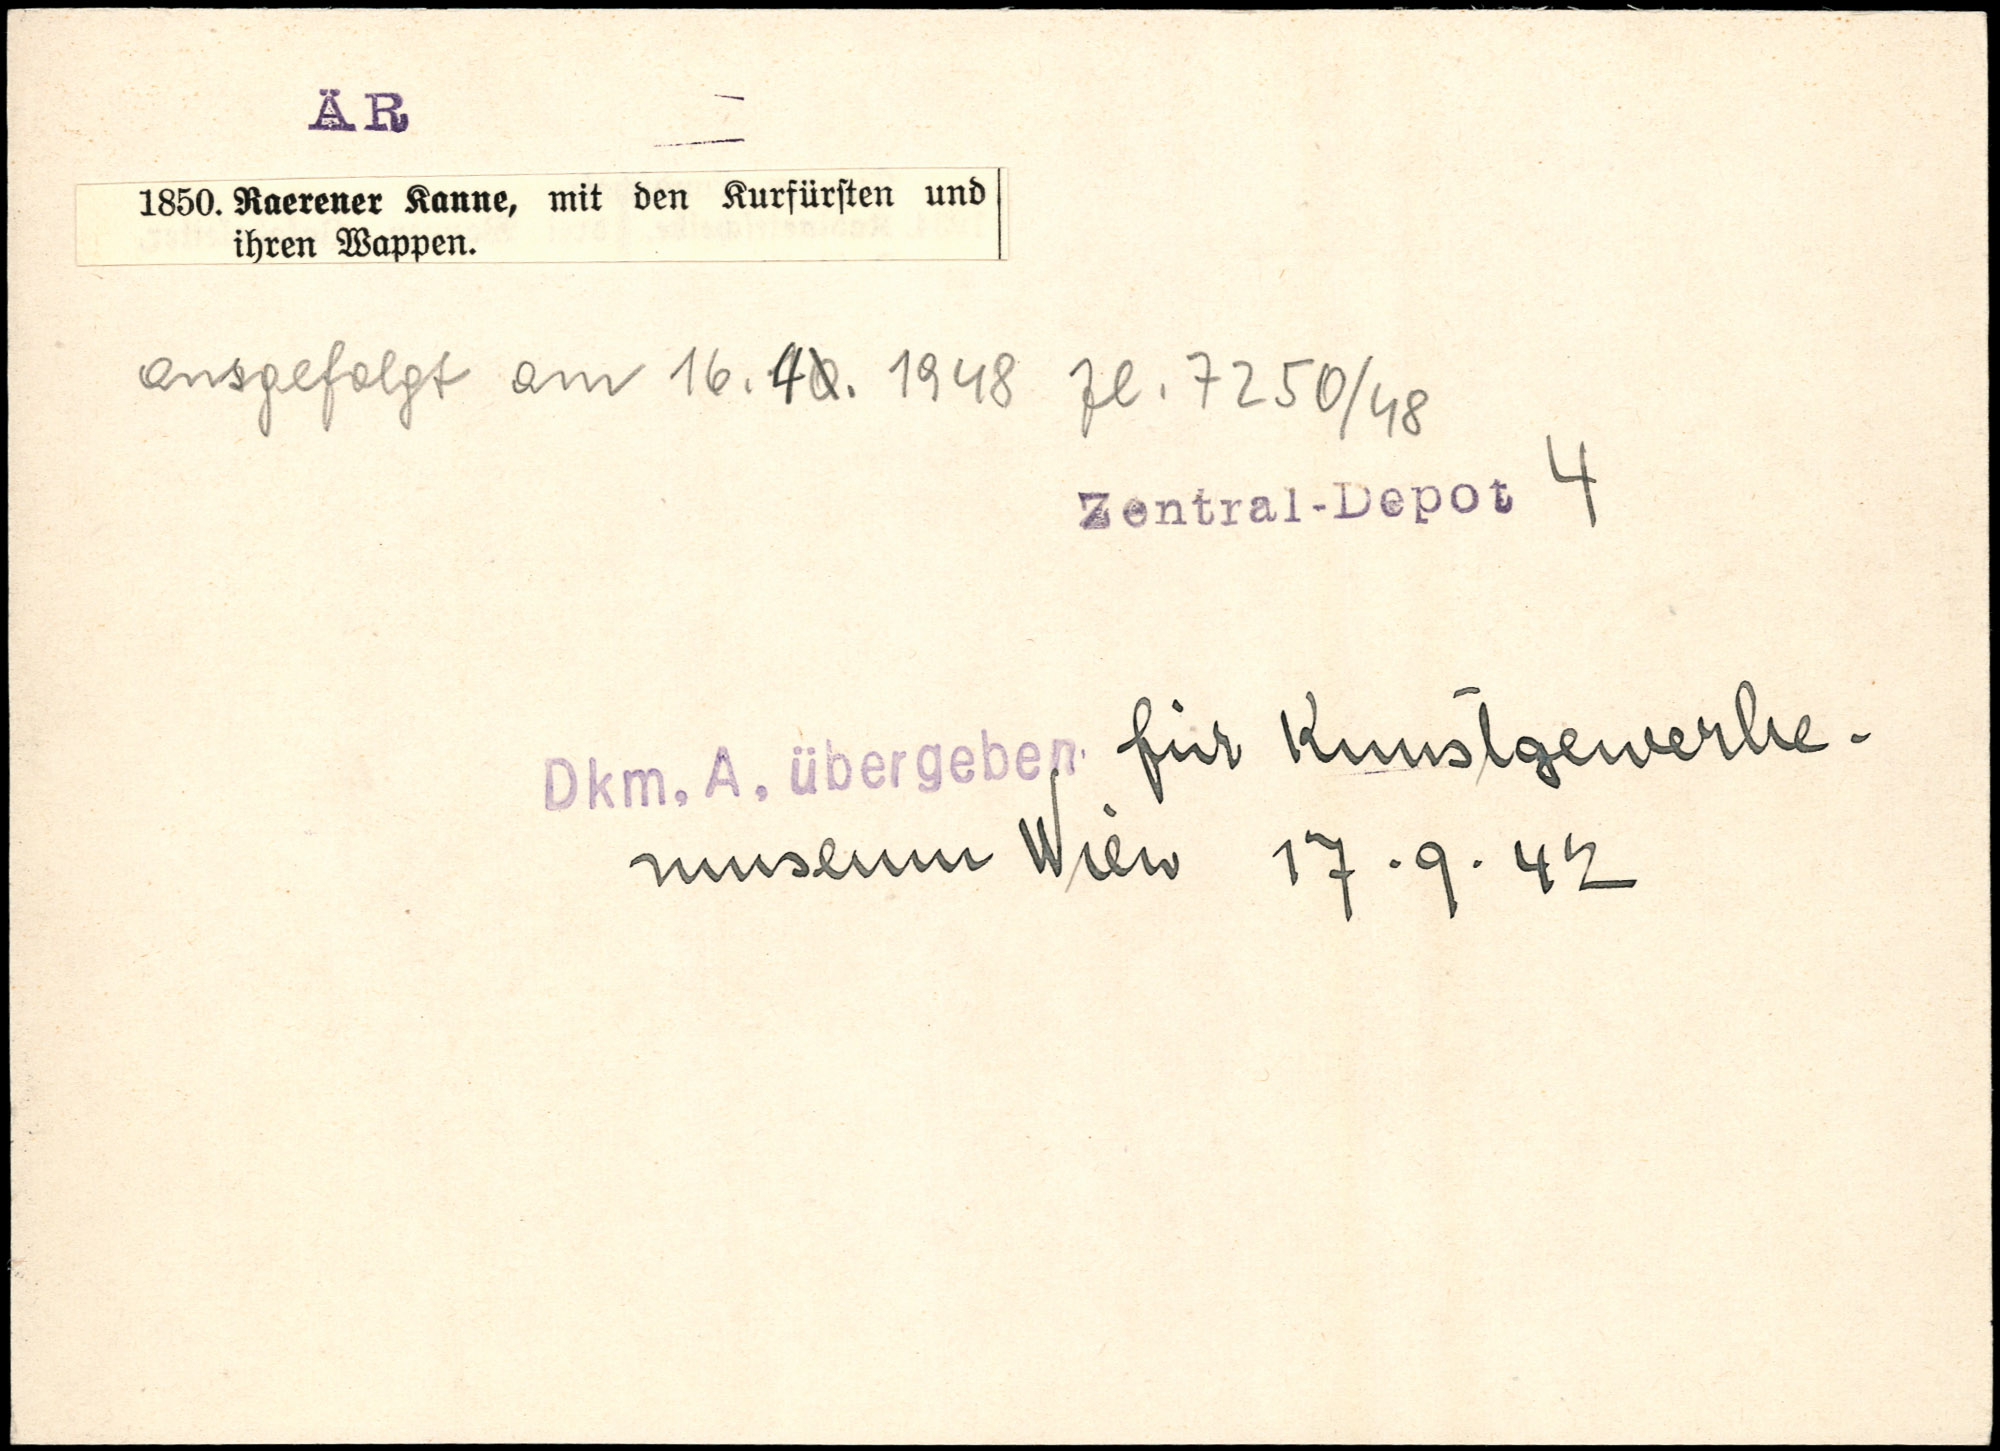 ÄR
1850. Raerener Kanne, mit den Kurfürsten und
ihren Wappen.
ausgefolgt am 16. 4. 1948 Zl. 7250/48
Zentral-Depot 4
Dkm. A. übergeben für Kunstgewerbe-
museum Wien 17.9.42